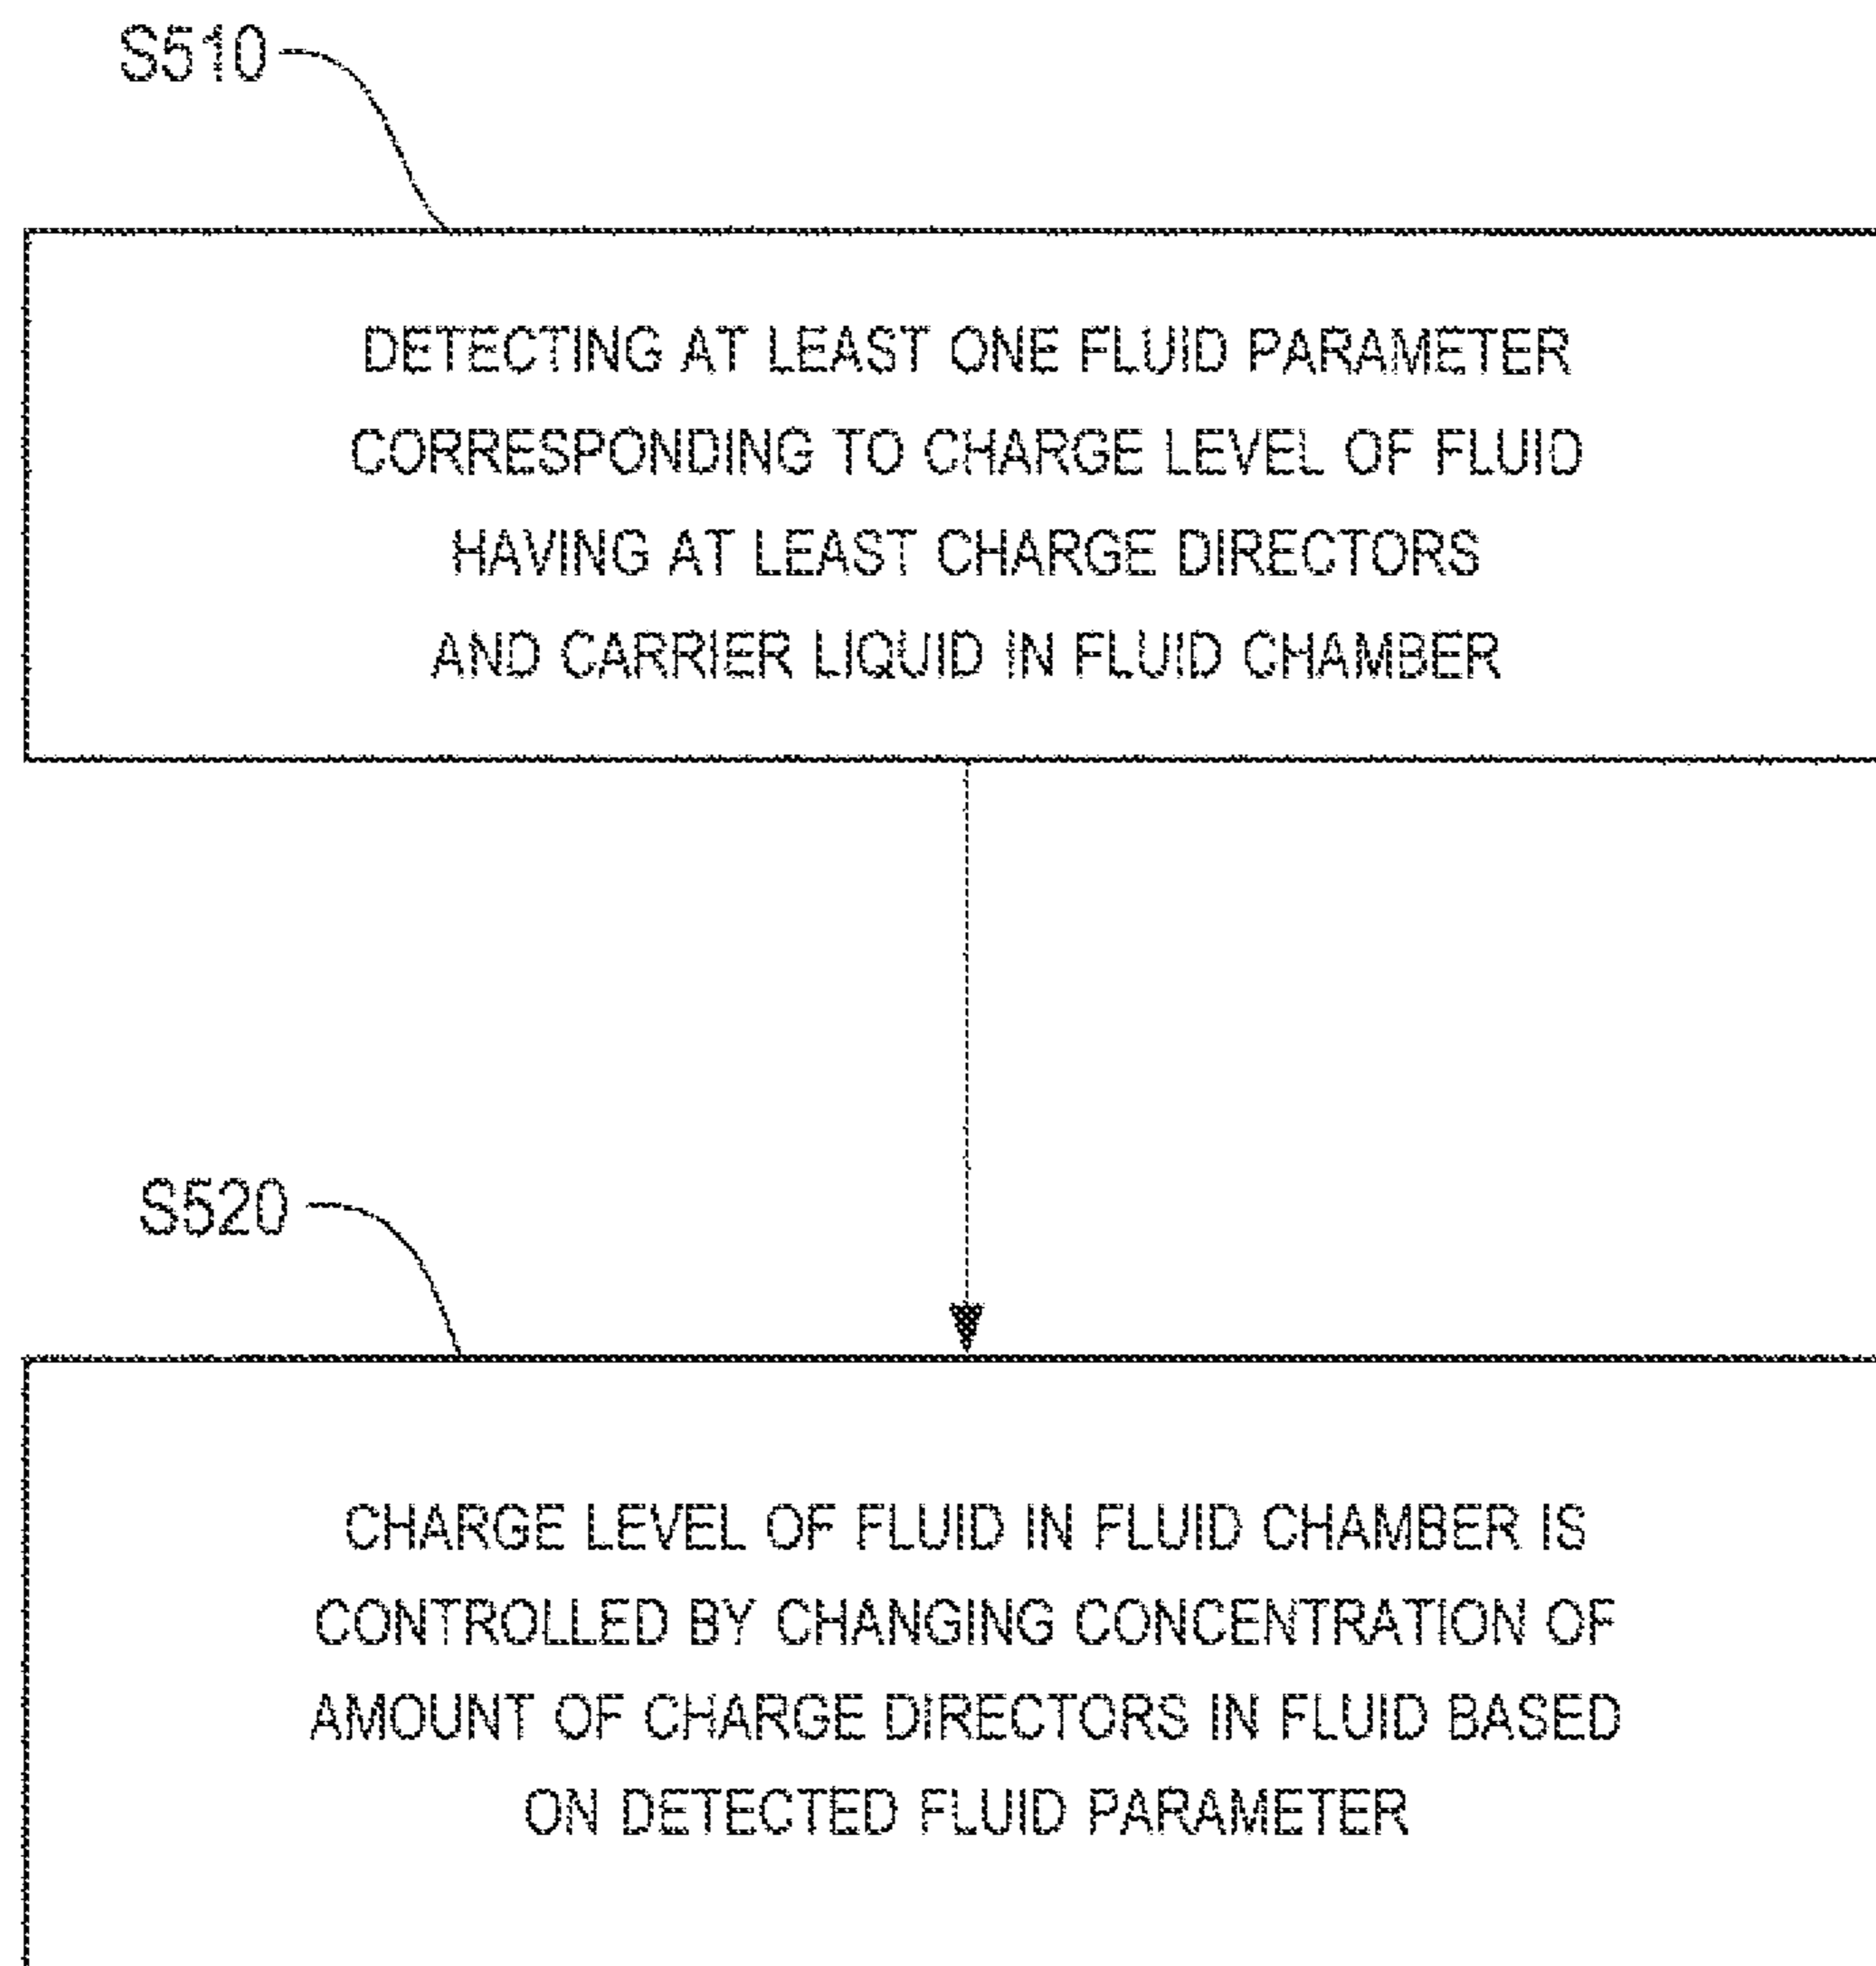 S510
DETECTING AT LEAST ONE FLUID PARAMETER
CORRESPONDING TO CHARGE LEVEL OF FLUID
HAVING AT LEAST CHARGE DIRECTORS
AND CARRIER LIQUID IN FLUID CHAMBER
S520
CHARGE LEVEL OF FLUID IN FLUID CHAMBER IS
CONTROLLED BY CHANGING CONCENTRATION OF
AMOUNT OF CHARGE DIRECTORS IN FLUID BASED
ON DETECTED FLUID PARAMETER